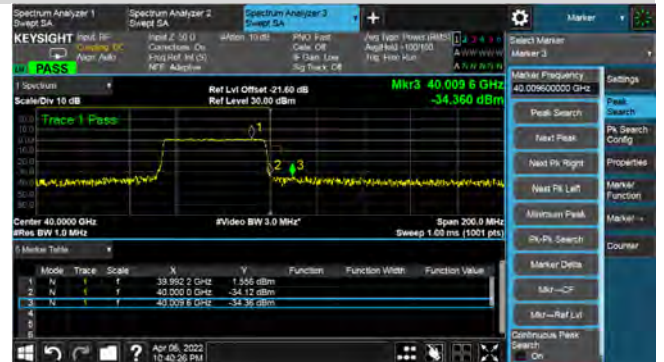 Spectrum Analyzer 1
Swept SA
Spectrum Analyzer 2
Swept SA
Spectrum Analyzer 3
Swept SA
+
Marker
KEYSIGHT
Input: RF
Coupling: DC
Align: Auto
Input Z: 50 Ω
Corrections: On
Freq Ref: Int (S)
NFE: Adaptive
#Atten: 10 dB
PNO: Fast
Gate: Off
IF Gain: Low
Sig Track: Off
Avg Type: Power (RMS)
Avg|Hold: >100/100
Trig: Free Run
PASS
Select Marker
Marker 3
1 Spectrum
Scale/Div 10 dB
Ref Lvl Offset -21.60 dB
Ref Level 30.00 dBm
Mkr3 40.009 6 GHz
-34.360 dBm
Trace 1 Pass
1
2
3
Center 40.0000 GHz
#Res BW 1.0 MHz
#Video BW 3.0 MHz*
Span 200.0 MHz
Sweep 1.00 ms (1001 pts)
5 Marker Table
Mode Trace Scale X Y Function Function Width Function Value
1 N 1 f 39.992 2 GHz 1.556 dBm
2 N 1 f 40.000 0 GHz -34.12 dBm
3 N 1 f 40.009 6 GHz -34.36 dBm
4
5
6
Marker Frequency
40.009600000 GHz
Peak Search
Next Peak
Next Pk Right
Next Pk Left
Minimum Peak
Pk-Pk Search
Marker Delta
Mkr→CF
Mkr→Ref Lvl
Continuous Peak
Search
On
Settings
Peak
Search
Pk Search
Config
Properties
Marker
Function
Marker→
Counter
Apr 06, 2022
10:40:26 PM